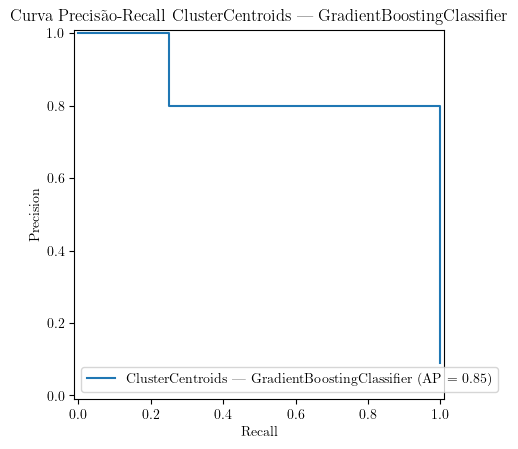 Curva Precisão-Recall ClusterCentroids — GradientBoostingClassifier
1.0
0.8
0.6
0.4
0.2
0.0
Precision
ClusterCentroids — GradientBoostingClassifier (AP = 0.85)
0.0 0.2 0.4 0.6 0.8 1.0
Recall